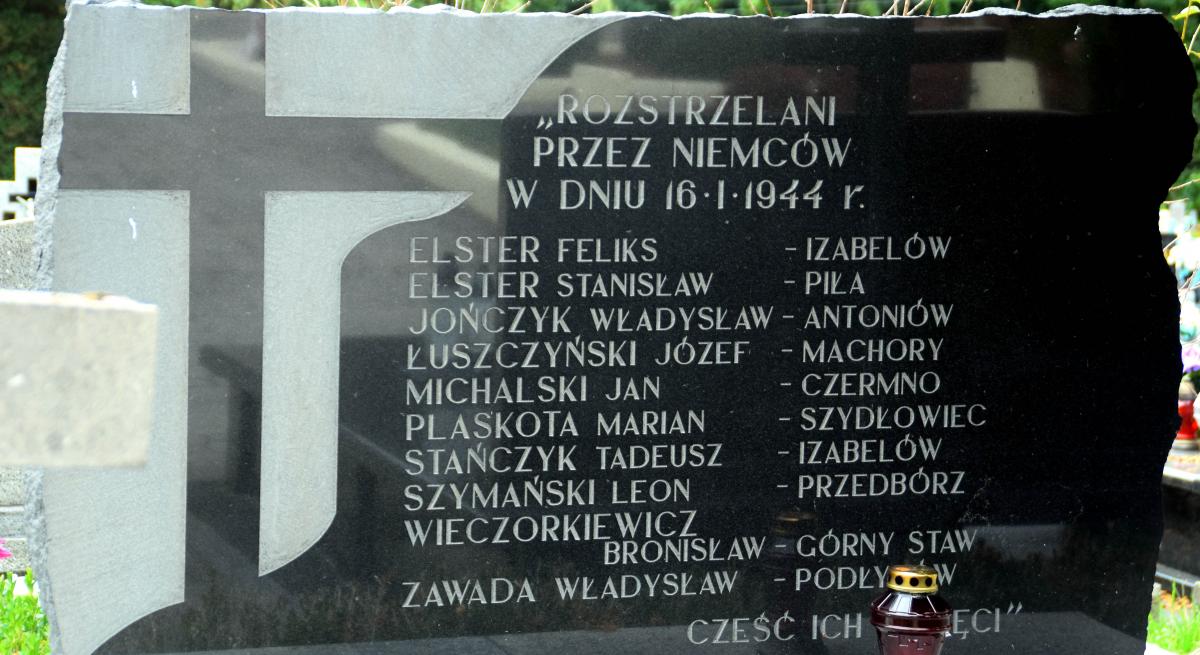 „ROZSTRZELANI
PRZEZ NIEMCÓW
W DNIU 16·I·1944 r.
ELSTER FELIKS - IZABELÓW
ELSTER STANISŁAW - PIŁA
JOŃCZYK WŁADYSŁAW - ANTONIÓW
ŁUSZCZYŃSKI JÓZEF - MACHORY
MICHALSKI JAN - CZERMNO
PLASKOTA MARIAN - SZYDŁOWIEC
STAŃCZYK TADEUSZ - IZABELÓW
SZYMAŃSKI LEON - PRZEDBÓRZ
WIECZORKIEWICZ
BRONISŁAW - GÓRNY STAW
ZAWADA WŁADYSŁAW -
CZEŚĆ ICH